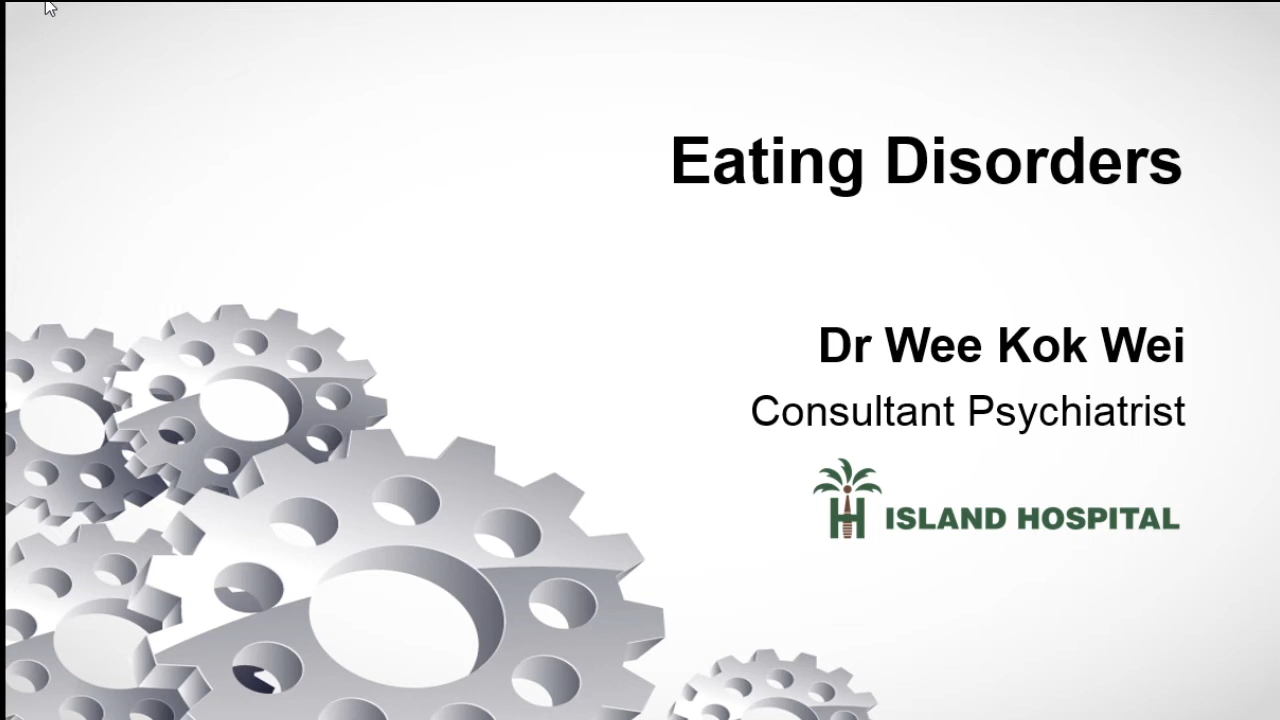 Eating Disorders
Dr Wee Kok Wei
Consultant Psychiatrist
ISLAND HOSPITAL